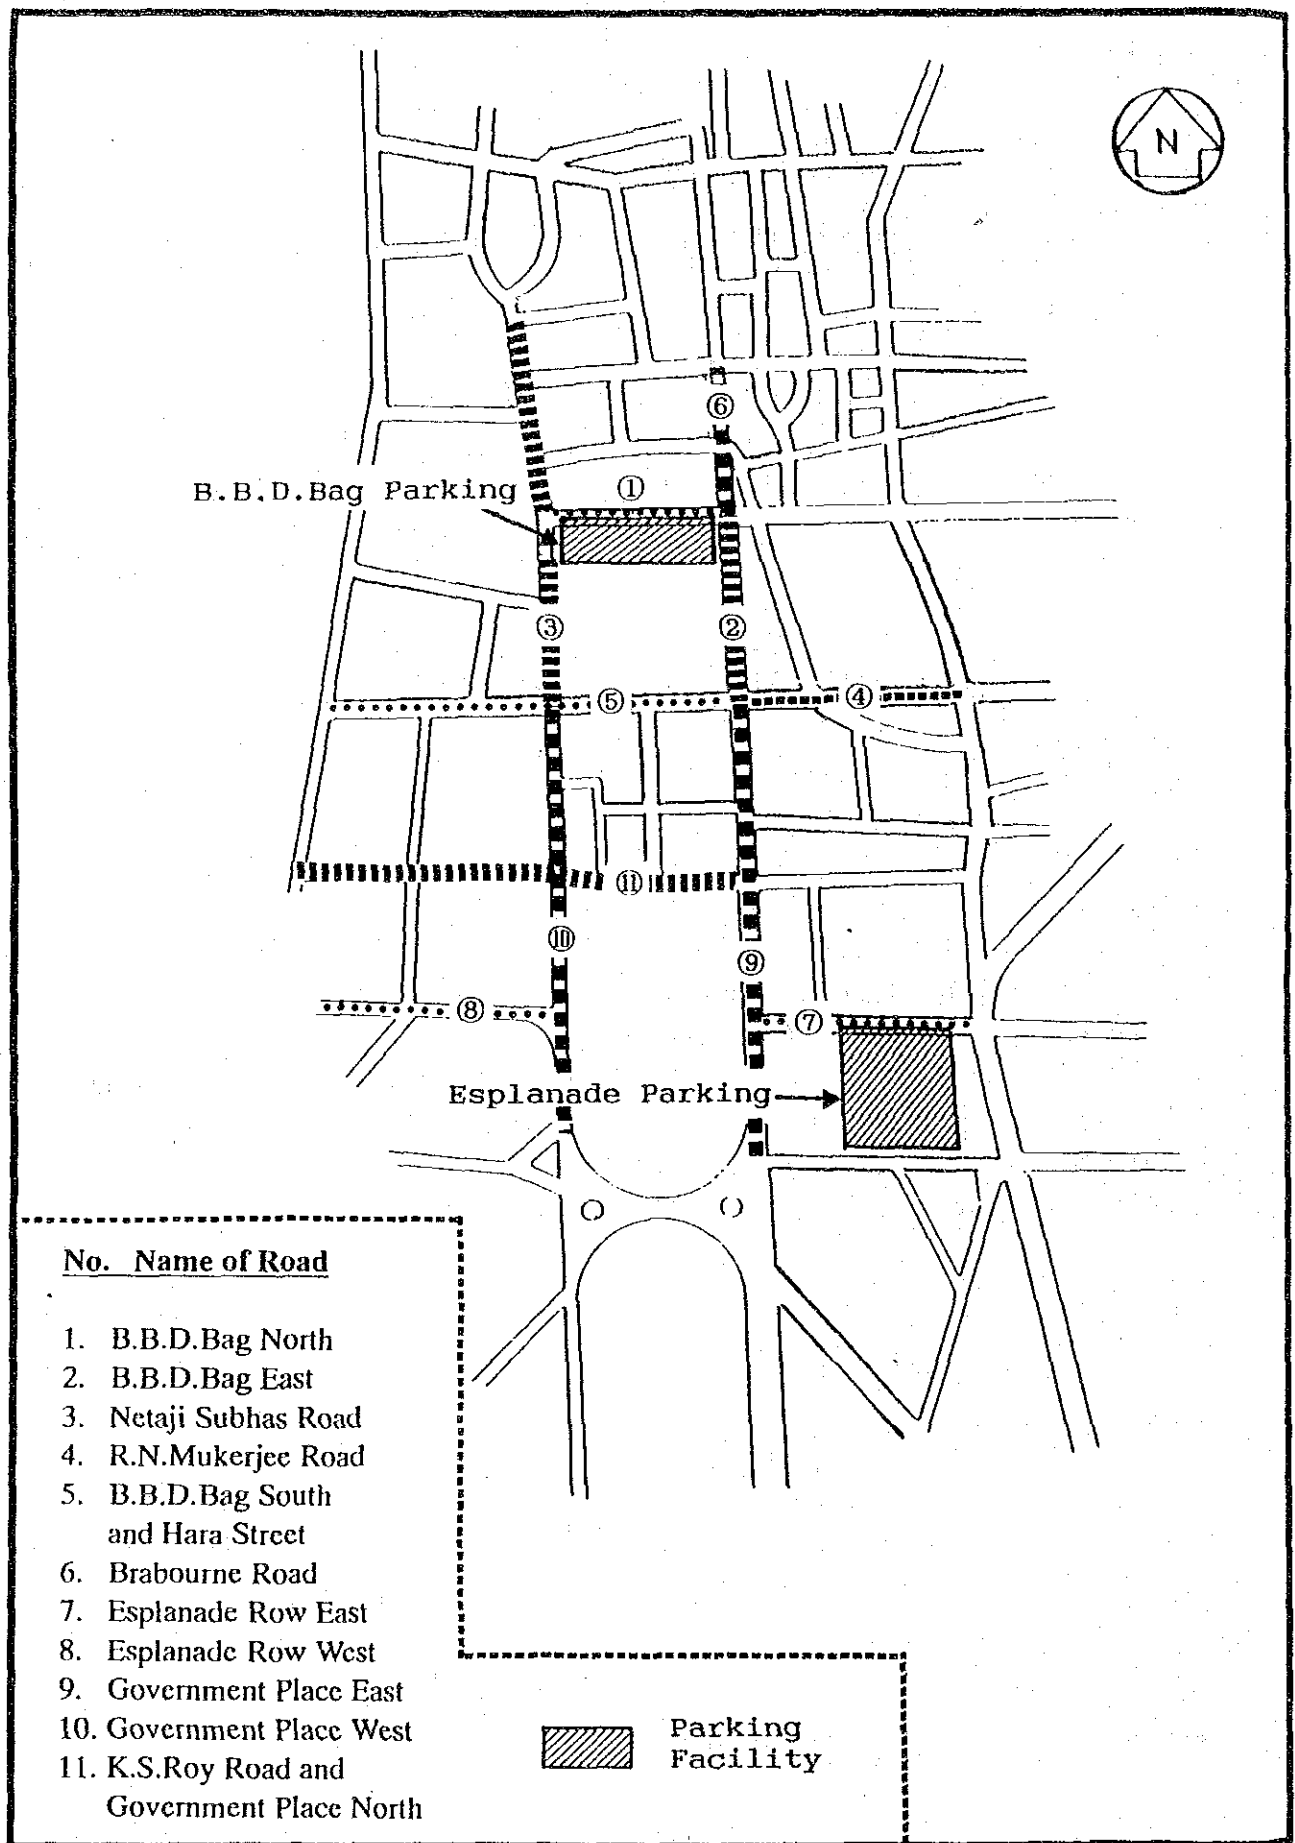 N
⑥
B.B.D.Bag Parking
①
③
②
⑤
④
⑪
⑩
⑨
⑧
⑦
Esplanade Parking
No. Name of Road
1. B.B.D.Bag North
2. B.B.D.Bag East
3. Netaji Subhas Road
4. R.N.Mukerjee Road
5. B.B.D.Bag South
and Hara Street
6. Brabourne Road
7. Esplanade Row East
8. Esplanade Row West
9. Government Place East
10. Government Place West
11. K.S.Roy Road and
Government Place North
Parking
Facility